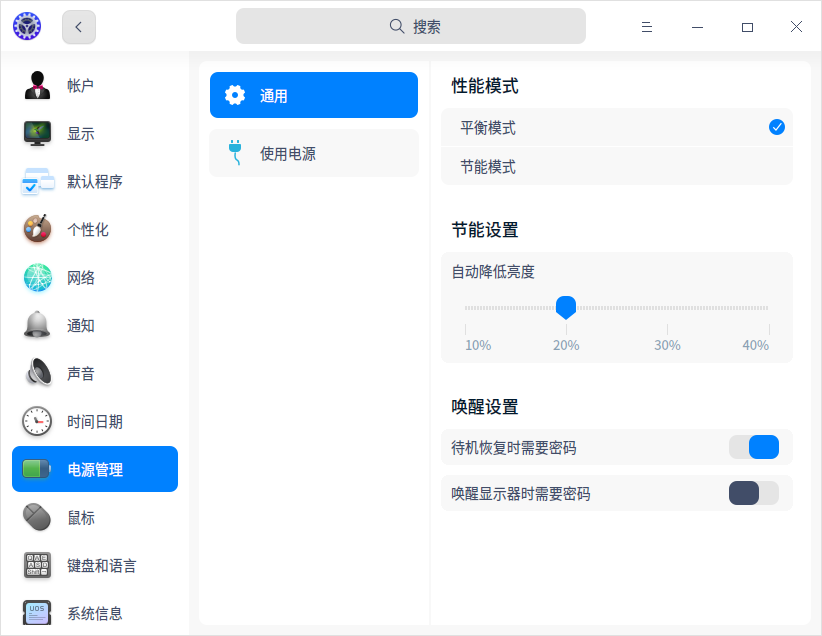 搜索
帐户
显示
默认程序
个性化
网络
通知
声音
时间日期
电源管理
鼠标
键盘和语言
UOS
系统信息
通用
使用电源
性能模式
平衡模式
节能模式
节能设置
自动降低亮度
10% 20% 30% 40%
唤醒设置
待机恢复时需要密码
唤醒显示器时需要密码